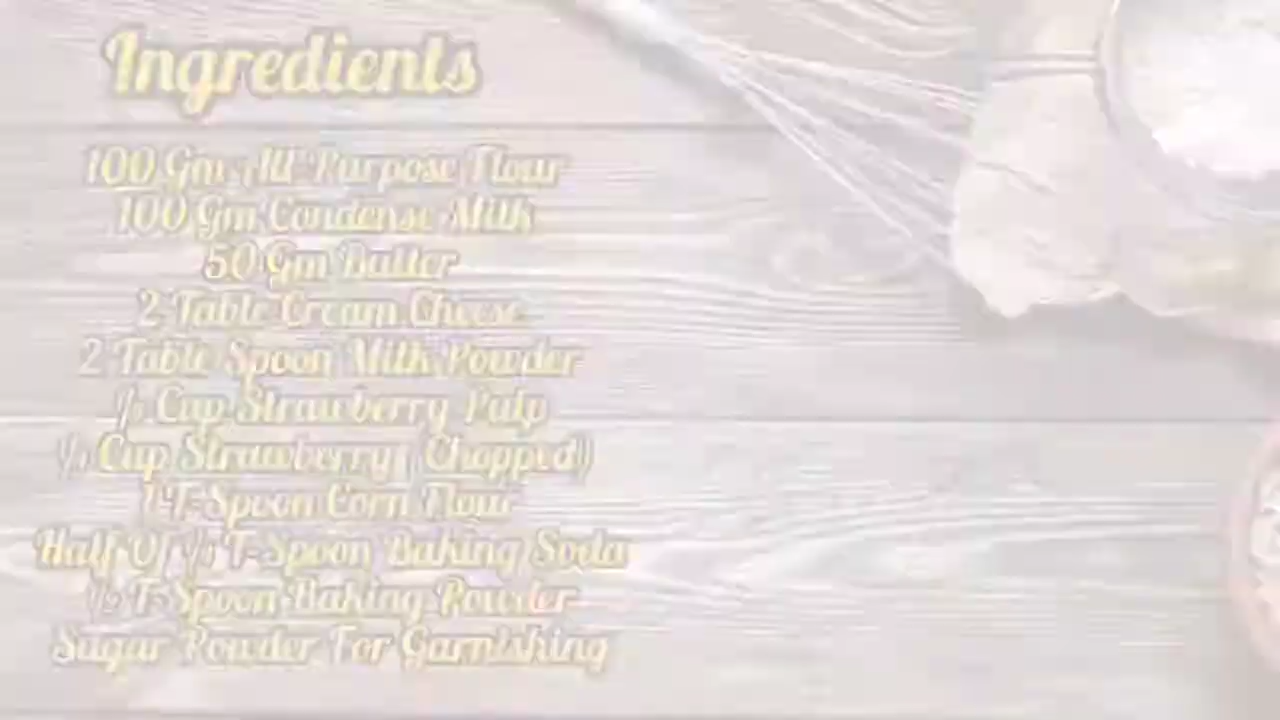 Ingredients
100 Gm All Purpose Flour
100 Gm Condense Milk
50 Gm Butter
2 Table Cream Cheese
2 Table Spoon Milk Powder
Cup Strawberry Pulp
Cup Strawberry ( Chopped)
1 T-Spoon Corn Flour
Half Of T-Spoon Baking Soda
½ T-Spoon Baking Powder
Sugar Powder For Garnishing